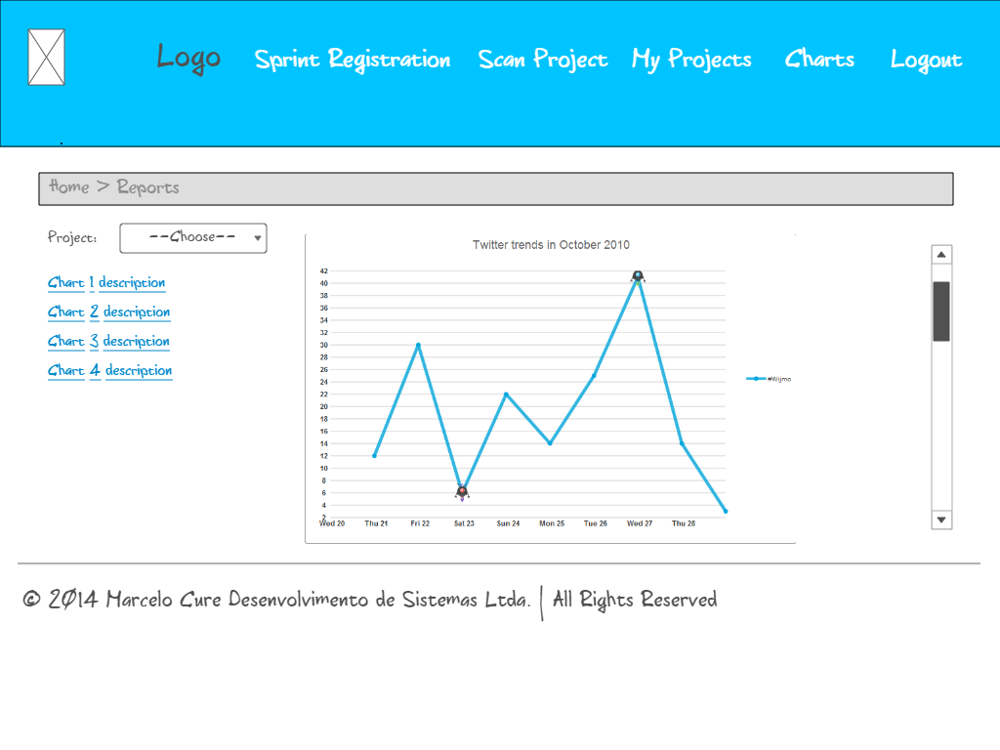 Logo Sprint Registration Scan Project My Projects Charts Logout
Home > Reports
Project: --Choose--
Chart 1 description
Chart 2 description
Chart 3 description
Chart 4 description
Twitter trends in October 2010
42
40
38
36
34
32
30
28
26
24
22
20
18
16
14
12
10
8
6
4
2
Wed 20 Thu 21 Fri 22 Sat 23 Sun 24 Mon 25 Tue 26 Wed 27 Thu 28
#Wijmo
© 2014 Marcelo Cure Desenvolvimento de Sistemas Ltda. | All Rights Reserved